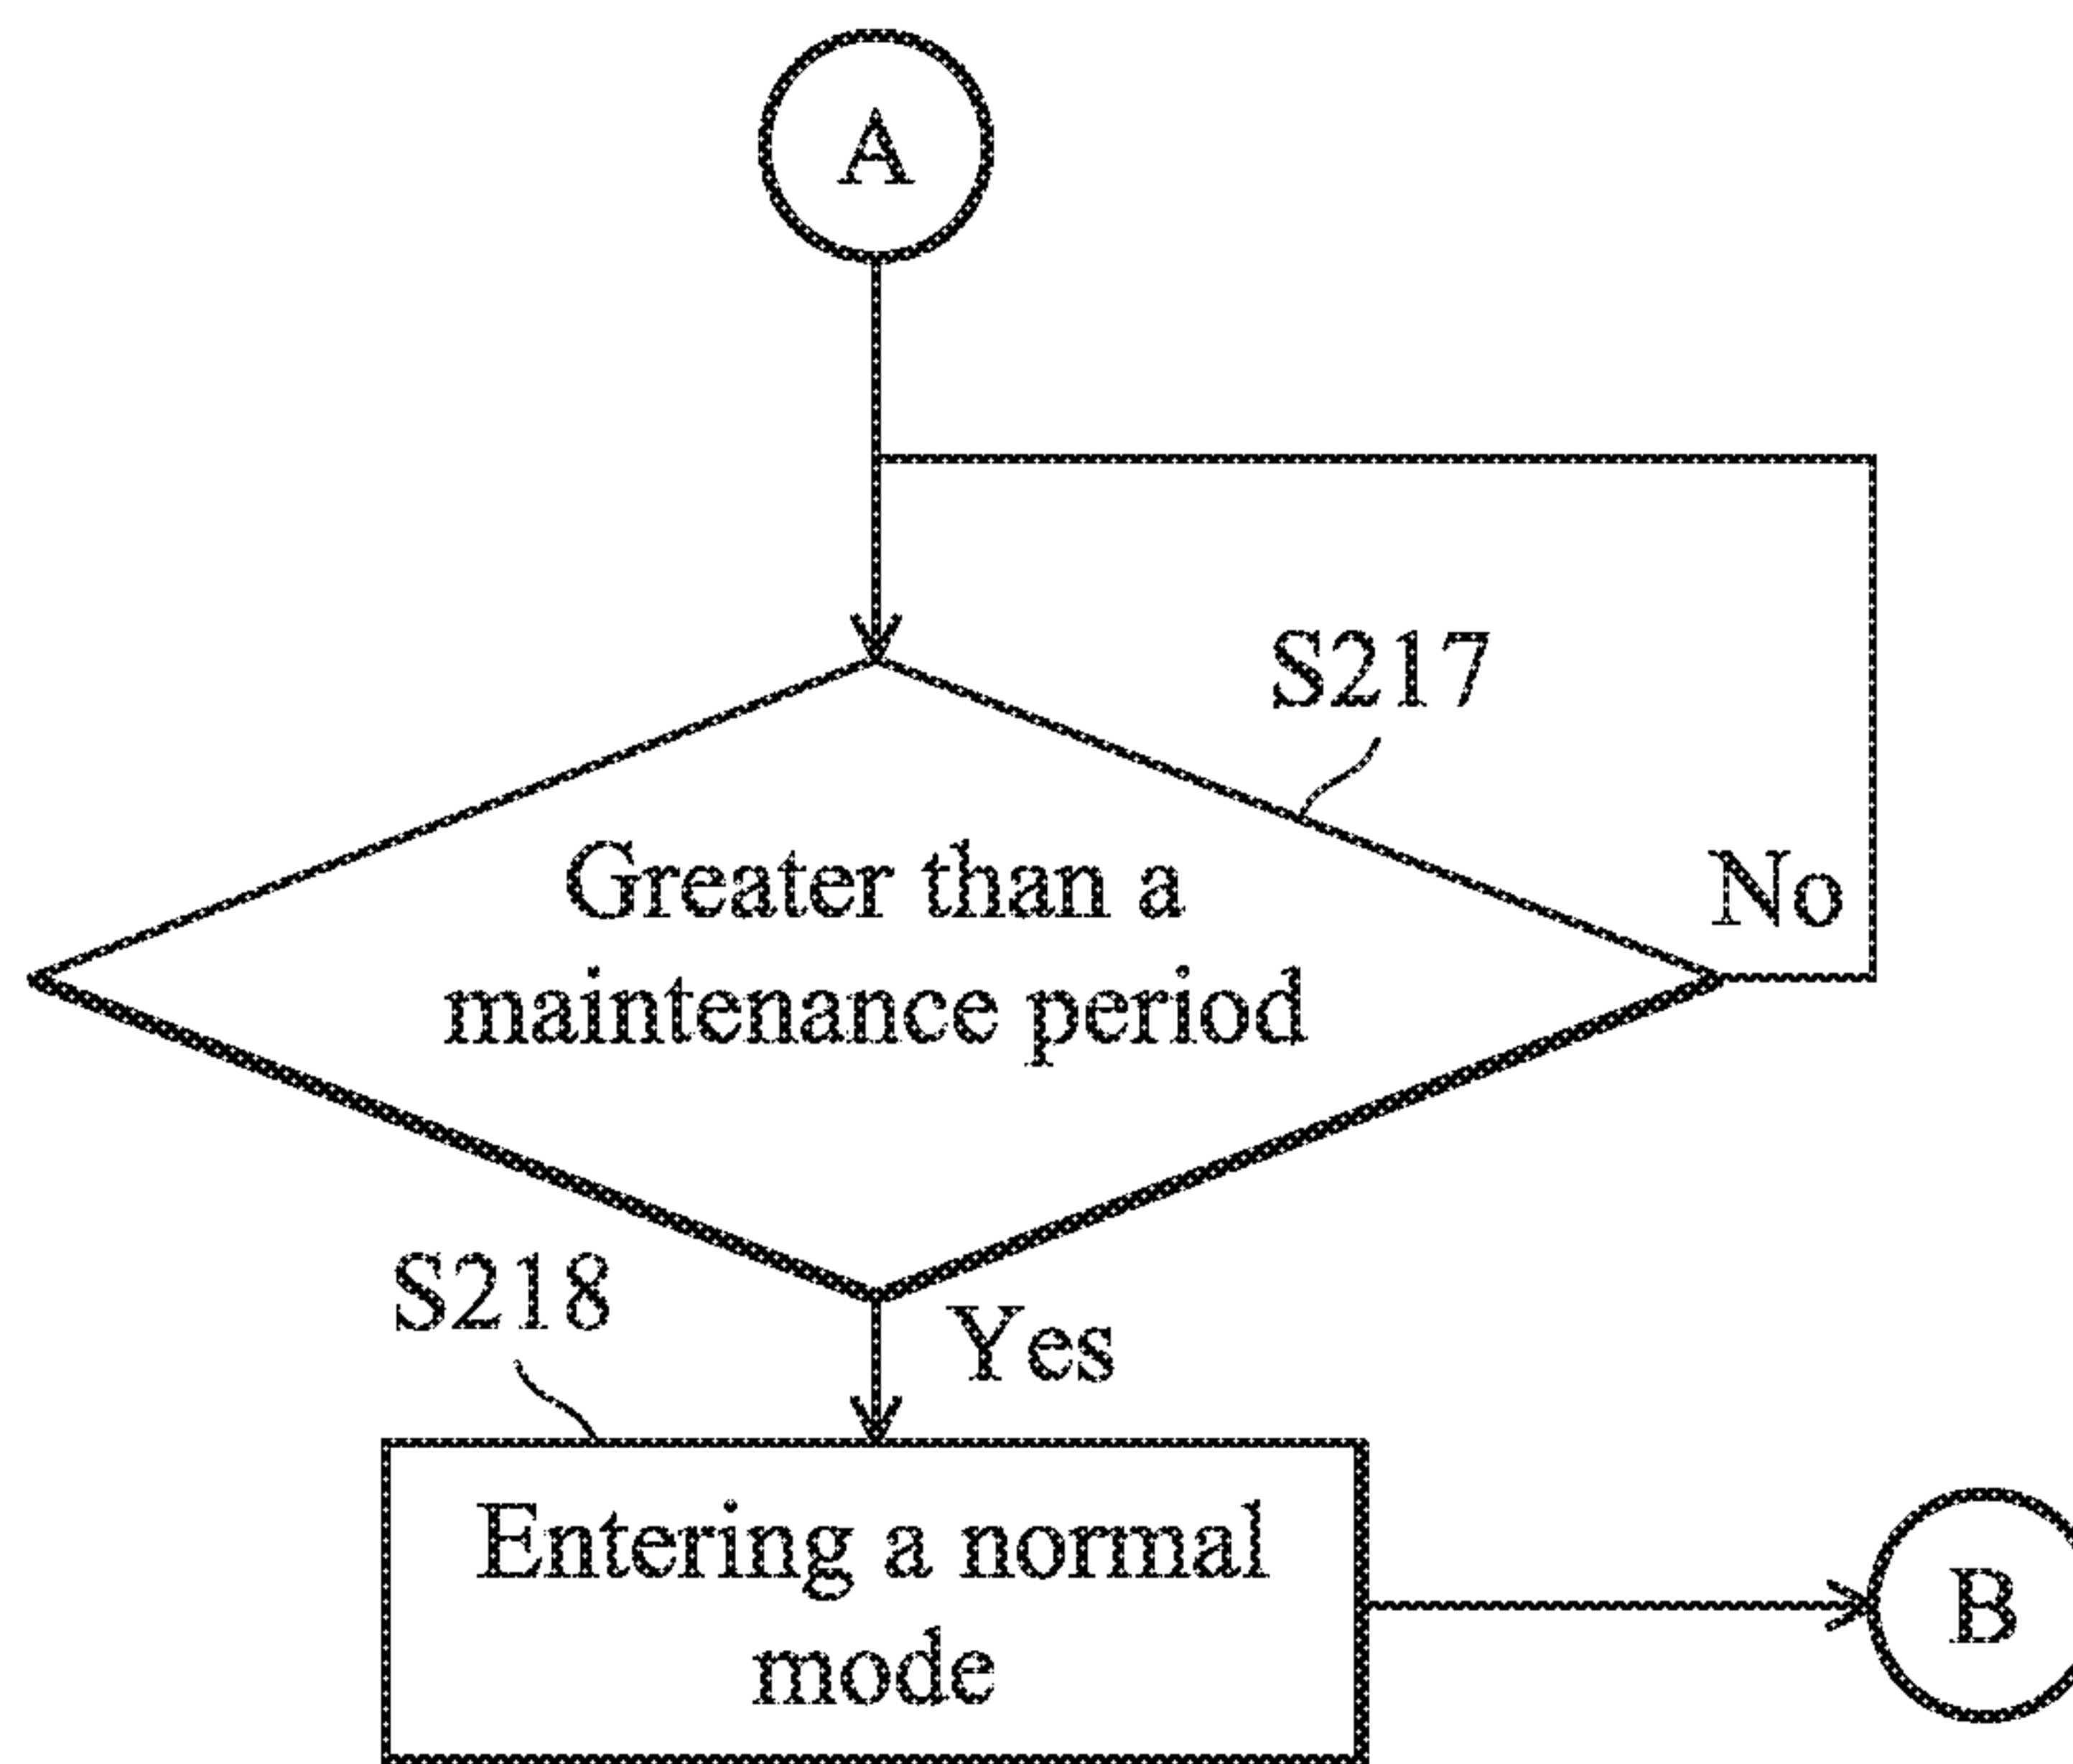 A
S217
Greater than a
maintenance period
No
S218
Yes
Entering a normal
mode
B